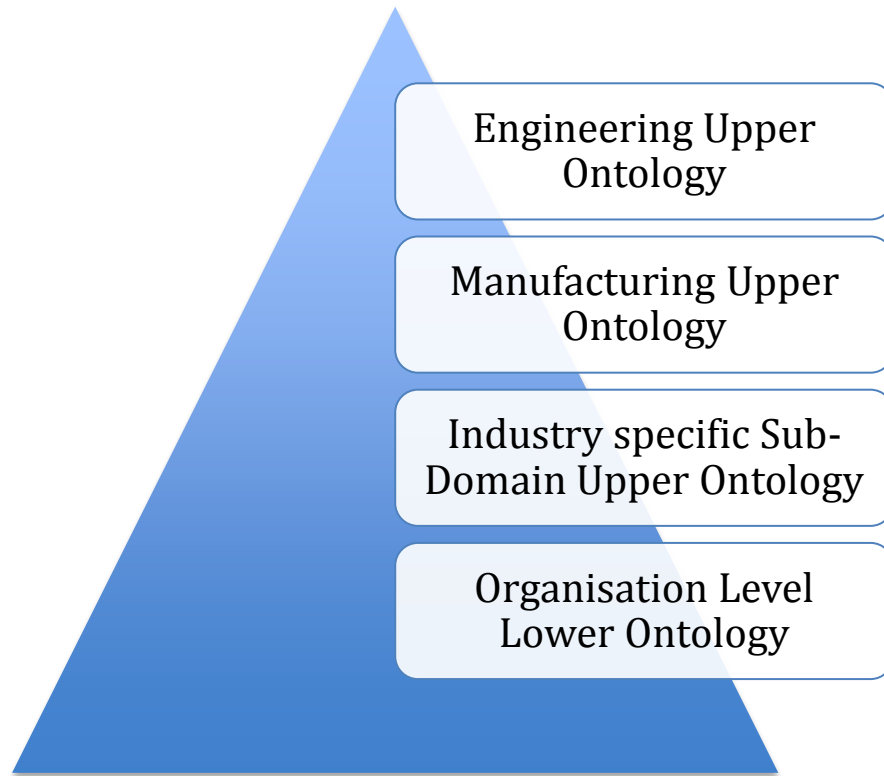 Engineering Upper
Ontology
Manufacturing Upper
Ontology
Industry specific Sub-
Domain Upper Ontology
Organisation Level
Lower Ontology